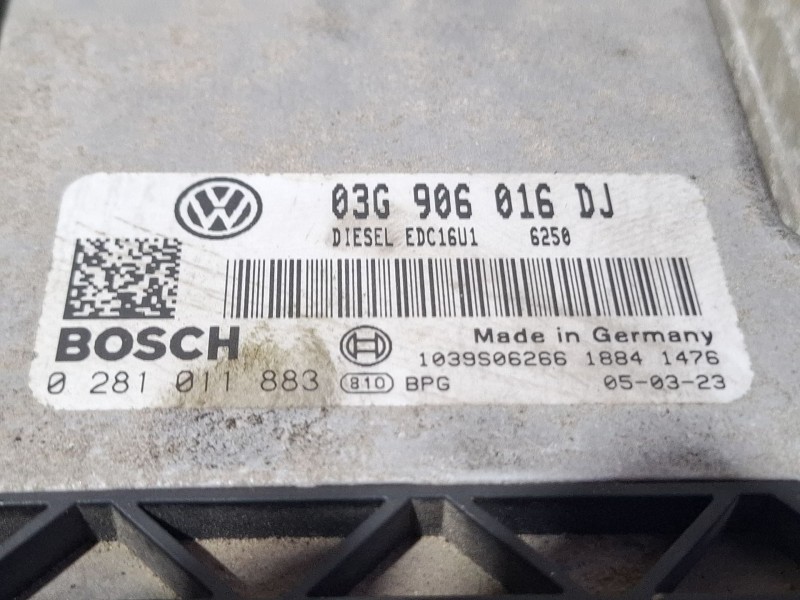 03G 906 016 DJ
DIESEL EDC16U1 6250
BOSCH
Made in Germany
1039S06266 1884 1476
0 281 011 883 810 BPG 05-03-23